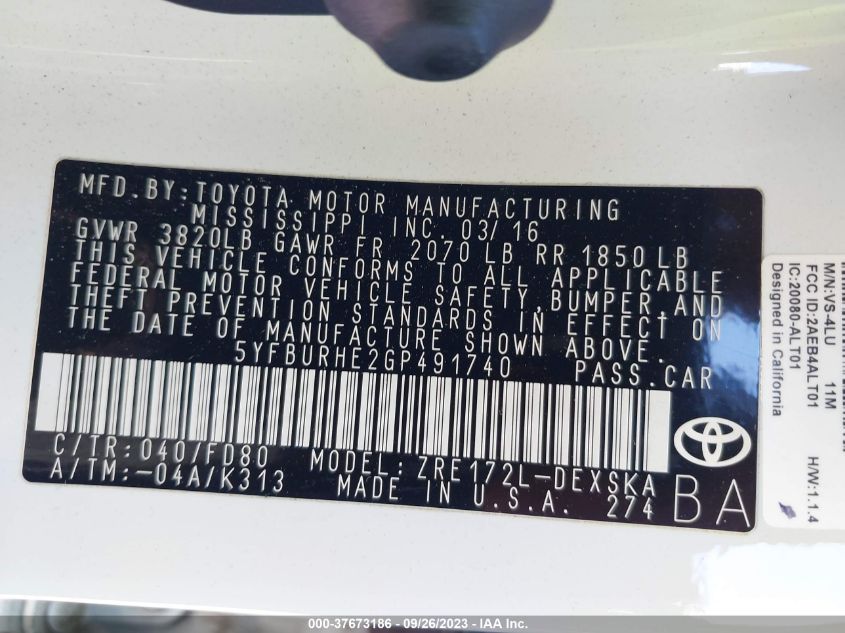 MFD. BY: TOYOTA MOTOR MANUFACTURING
MISSISSIPPI INC. 03/16
GVWR 3820LB GAWR FR 2070 LB RR 1850 LB
THIS VEHICLE CONFORMS TO ALL APPLICABLE
FEDERAL MOTOR VEHICLE SAFETY, BUMPER, AND
THEFT PREVENTION STANDARDS IN EFFECT ON
THE DATE OF MANUFACTURE SHOWN ABOVE.
5YFBURHE2GP491740 PASS.CAR
C/TR: 040/FD80 MODEL: ZRE172L-DEXSKA
A/TM:-04A/K313 MADE IN U.S.A. 274
BA
M/N:VS-4LU 11M
FCC ID:2AEB4ALT01 H/W:1.1.4
IC:20080-ALT01
Designed in California
000-37673186 - 09/26/2023 - IAA Inc.